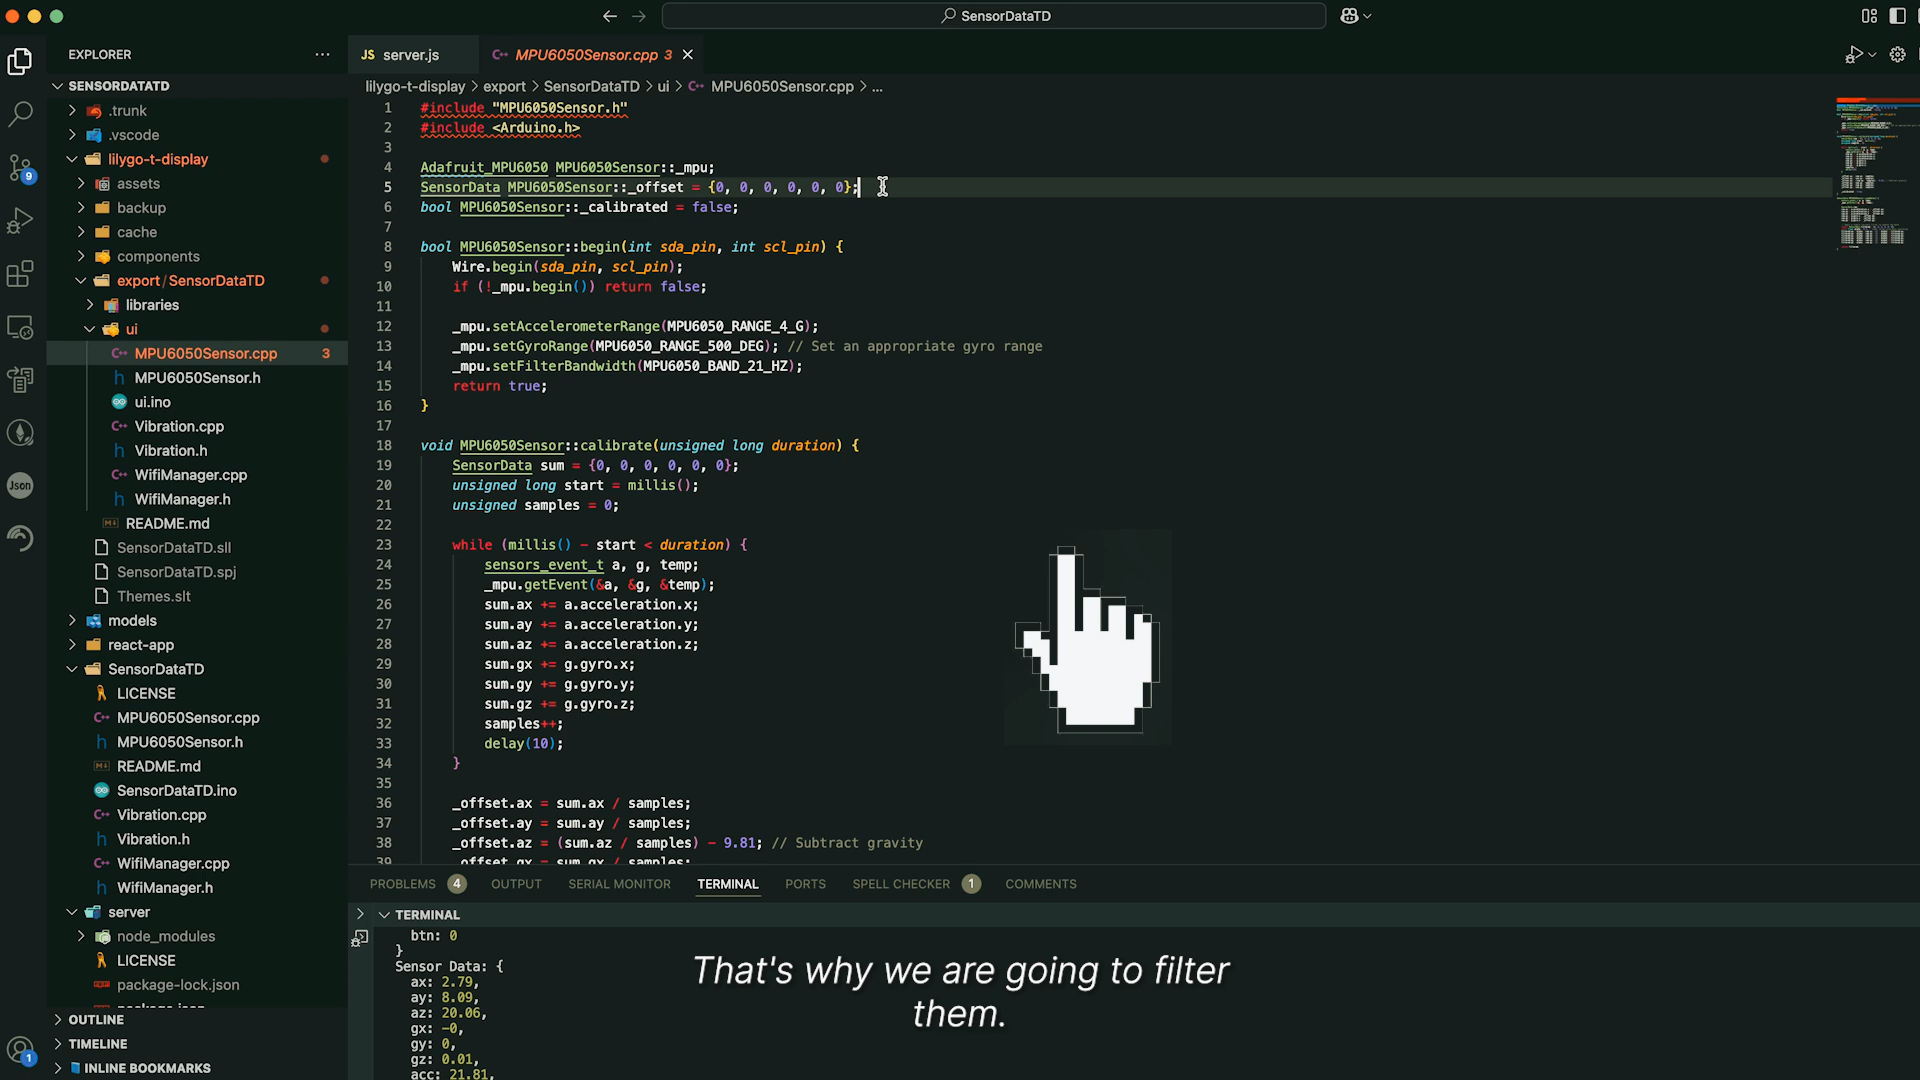 SensorDataTD
EXPLORER
SENSORDATATD
.trunk
.vscode
lilygo-t-display
assets
backup
cache
components
export/SensorDataTD
libraries
ui
MPU6050Sensor.cpp 3
MPU6050Sensor.h
ui.ino
Vibration.cpp
Vibration.h
WifiManager.cpp
WifiManager.h
README.md
SensorDataTD.sll
SensorDataTD.spj
Themes.slt
models
react-app
SensorDataTD
LICENSE
MPU6050Sensor.cpp
MPU6050Sensor.h
README.md
SensorDataTD.ino
Vibration.cpp
Vibration.h
WifiManager.cpp
WifiManager.h
server
node_modules
LICENSE
package-lock.json
OUTLINE
TIMELINE
INLINE BOOKMARKS
9
Json
1
JS server.js
MPU6050Sensor.cpp 3
lilygo-t-display > export > SensorDataTD > ui > MPU6050Sensor.cpp > ...
1 #include "MPU6050Sensor.h"
2 #include <Arduino.h>
3
4 Adafruit_MPU6050 MPU6050Sensor::_mpu;
5 SensorData MPU6050Sensor::_offset = {0, 0, 0, 0, 0, 0};
6 bool MPU6050Sensor::_calibrated = false;
7
8 bool MPU6050Sensor::begin(int sda_pin, int scl_pin) {
9 Wire.begin(sda_pin, scl_pin);
10 if (!_mpu.begin()) return false;
11
12 _mpu.setAccelerometerRange(MPU6050_RANGE_4_G);
13 _mpu.setGyroRange(MPU6050_RANGE_500_DEG); // Set an appropriate gyro range
14 _mpu.setFilterBandwidth(MPU6050_BAND_21_HZ);
15 return true;
16 }
17
18 void MPU6050Sensor::calibrate(unsigned long duration) {
19 SensorData sum = {0, 0, 0, 0, 0, 0};
20 unsigned long start = millis();
21 unsigned samples = 0;
22
23 while (millis() - start < duration) {
24 sensors_event_t a, g, temp;
25 _mpu.getEvent(&a, &g, &temp);
26 sum.ax += a.acceleration.x;
27 sum.ay += a.acceleration.y;
28 sum.az += a.acceleration.z;
29 sum.gx += g.gyro.x;
30 sum.gy += g.gyro.y;
31 sum.gz += g.gyro.z;
32 samples++;
33 delay(10);
34 }
35
36 _offset.ax = sum.ax / samples;
37 _offset.ay = sum.ay / samples;
38 _offset.az = (sum.az / samples) - 9.81; // Subtract gravity
39 _offset.gx = sum.gx / samples;
PROBLEMS 4 OUTPUT SERIAL MONITOR TERMINAL PORTS SPELL CHECKER 1 COMMENTS
TERMINAL
btn: 0
}
Sensor Data: {
ax: 2.79,
ay: 8.09,
az: 20.06,
gx: -0,
gy: 0,
gz: 0.01,
acc: 21.81,
That's why we are going to filter
them.